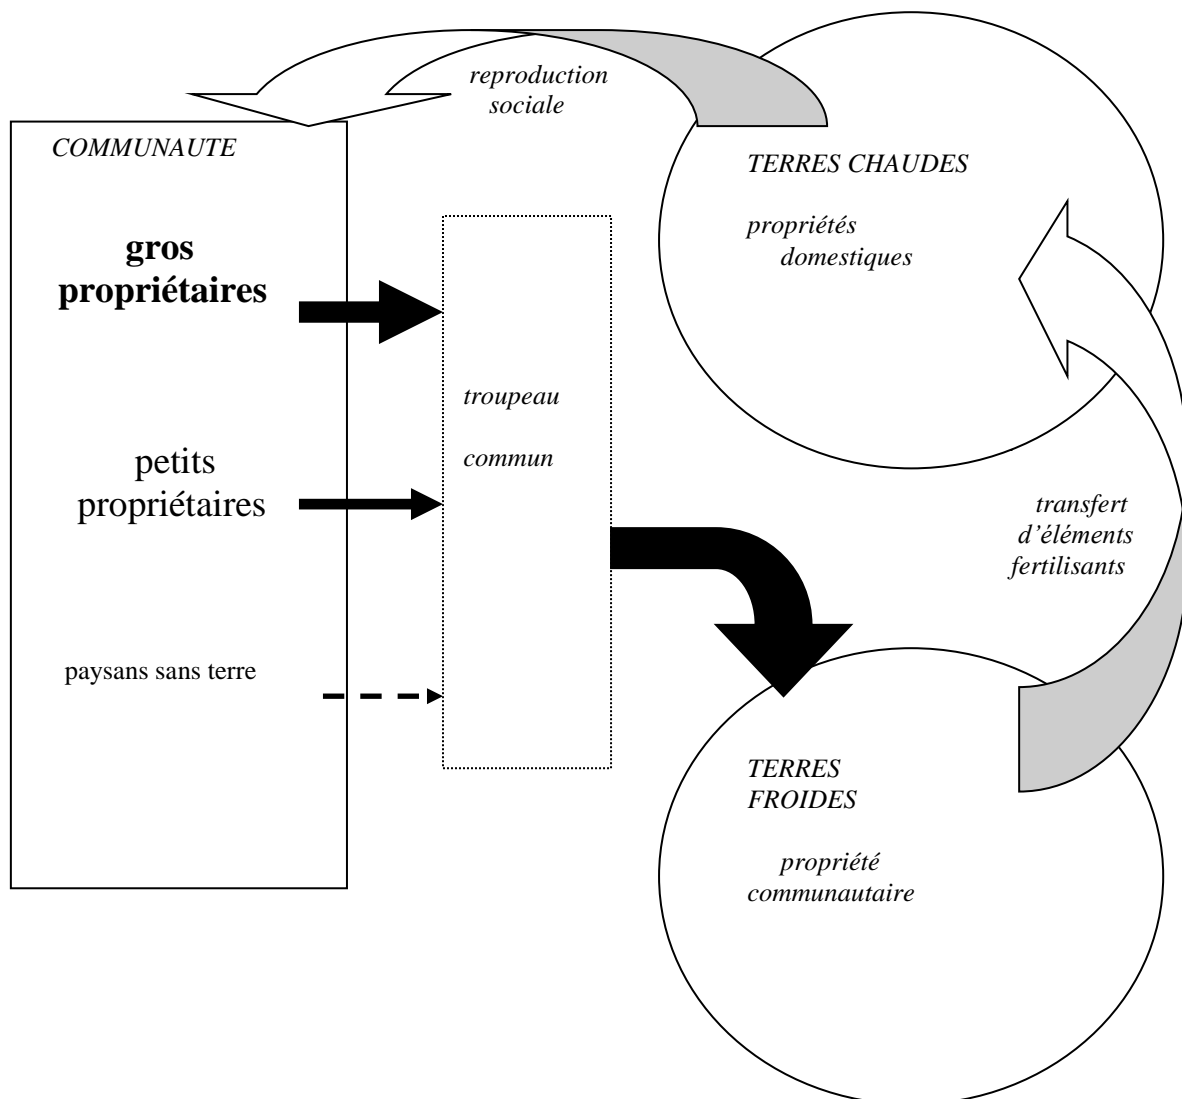 reproduction
sociale
COMMUNAUTE
TERRES CHAUDES
propriétés
domestiques
gros
propriétaires
troupeau
commun
petits
propriétaires
transfert
d'éléments
fertilisants
paysans sans terre
TERRES
FROIDES
propriété
communautaire